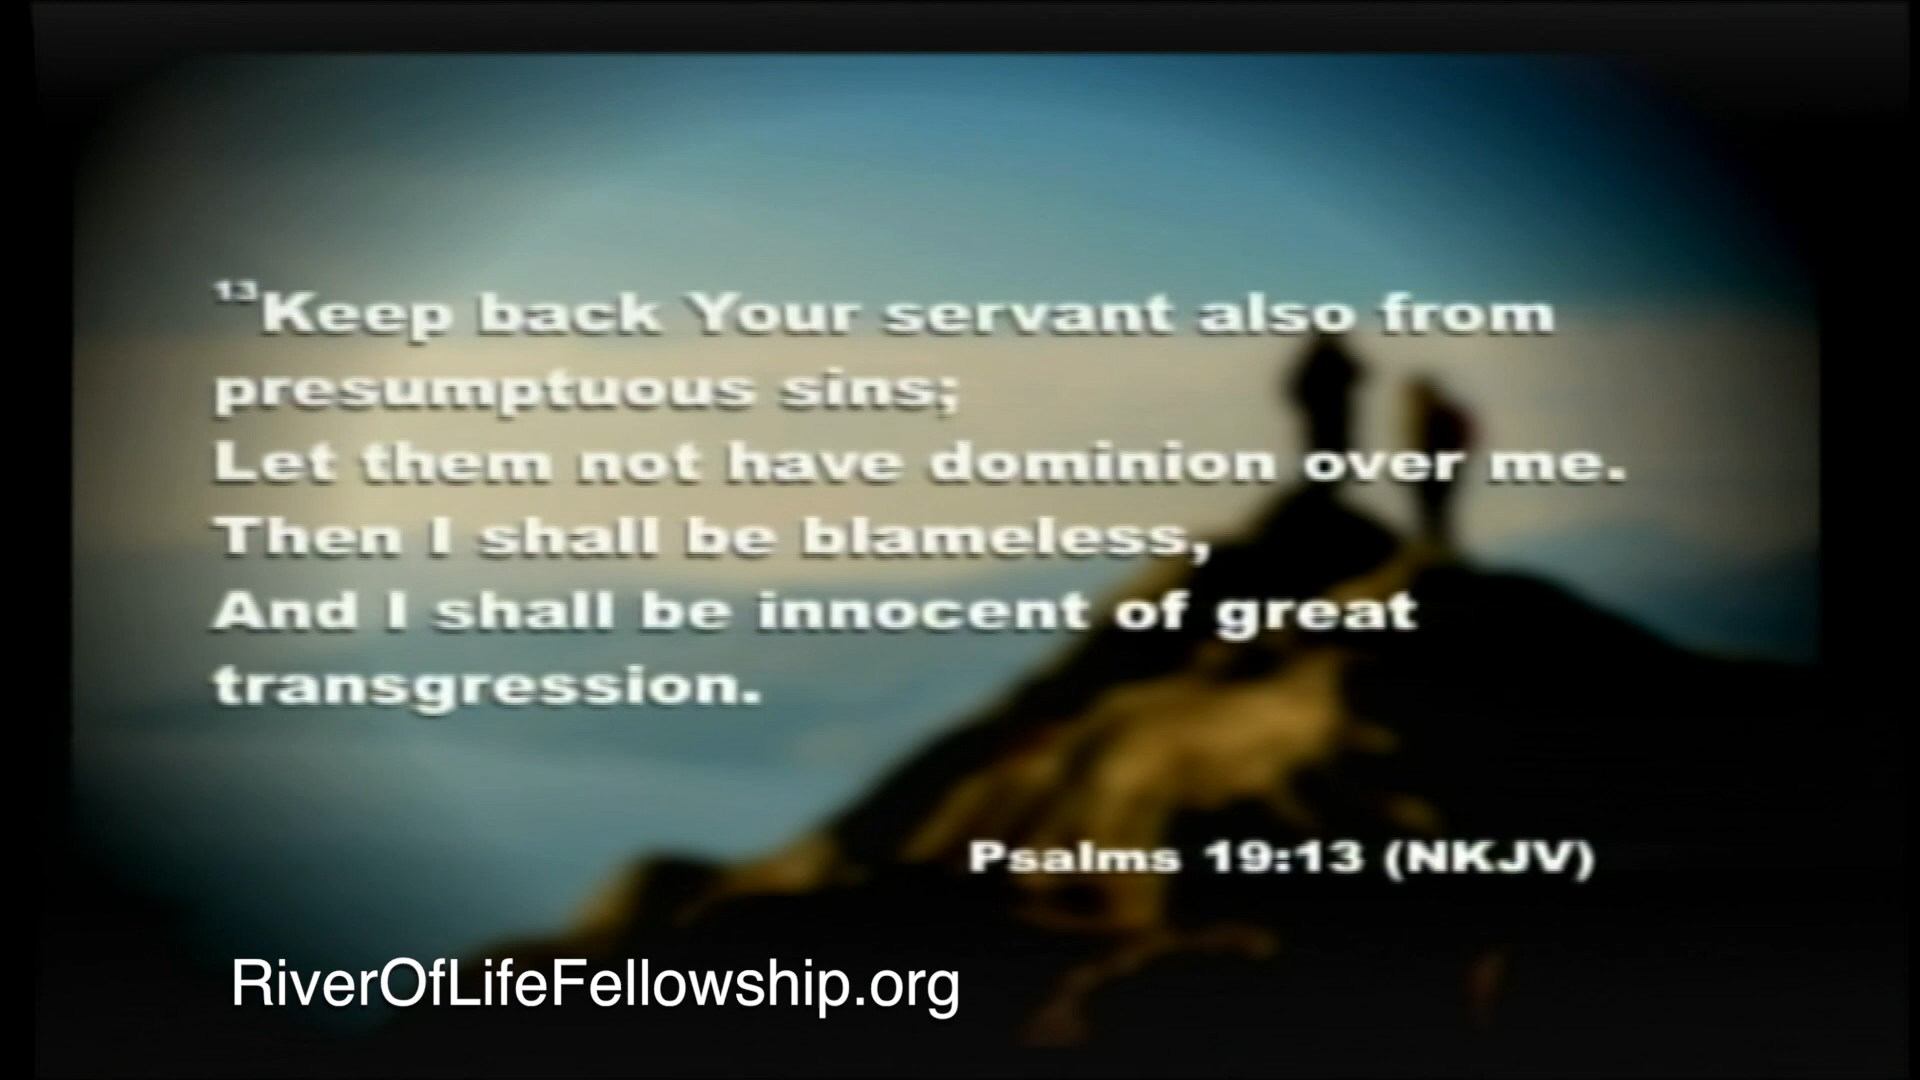 13Keep back Your servant also from
presumptuous sins;
Let them not have dominion over me.
Then I shall be blameless,
And I shall be innocent of great
transgression.
Psalms 19:13 (NKJV)
RiverOfLifeFellowship.org